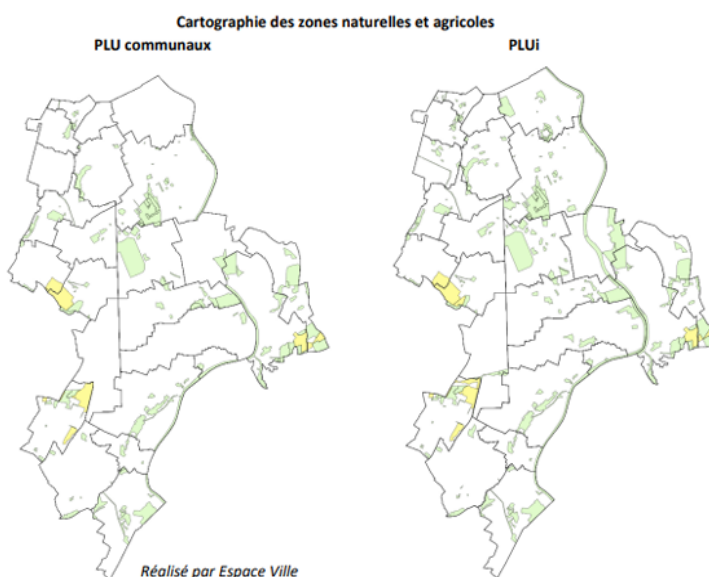 Cartographie des zones naturelles et agricoles
PLU communaux
PLUi
Réalisé par Espace Ville